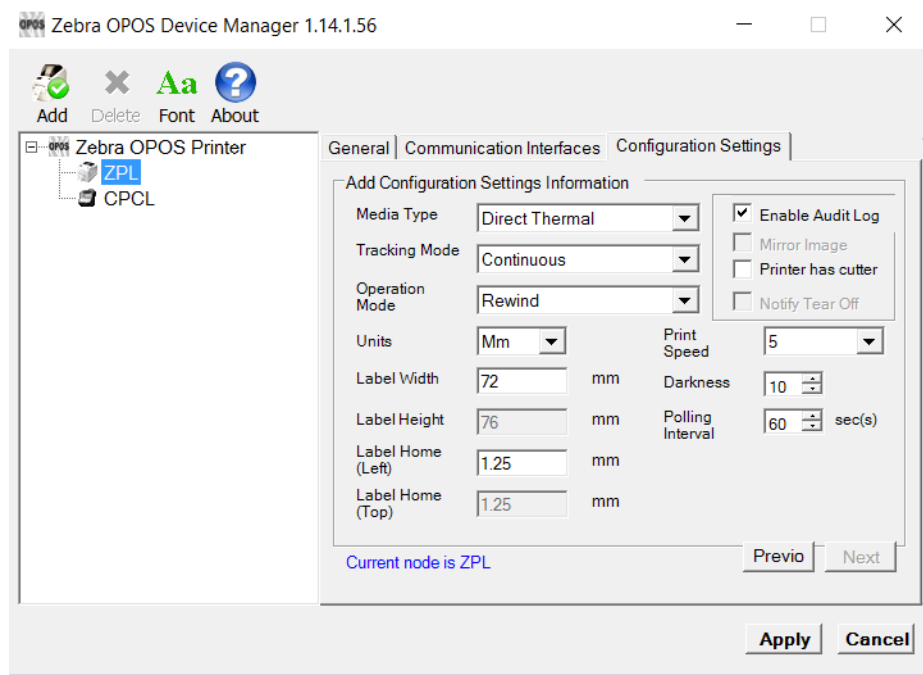 OPOS Zebra OPOS Device Manager 1.14.1.56
Aa
?
Add Delete Font About
OPOS Zebra OPOS Printer
ZPL
CPCL
General Communication Interfaces Configuration Settings
Add Configuration Settings Information
Media Type Direct Thermal
Enable Audit Log
Mirror Image
Tracking Mode Continuous
Printer has cutter
Operation
Mode
Rewind
Notify Tear Off
Units Mm
Print
Speed
5
Label Width 72 mm
Darkness 10
Label Height 76 mm
Polling
Interval
60 sec(s)
Label Home
(Left)
1.25 mm
Label Home
(Top)
1.25 mm
Current node is ZPL
Previo Next
Apply Cancel